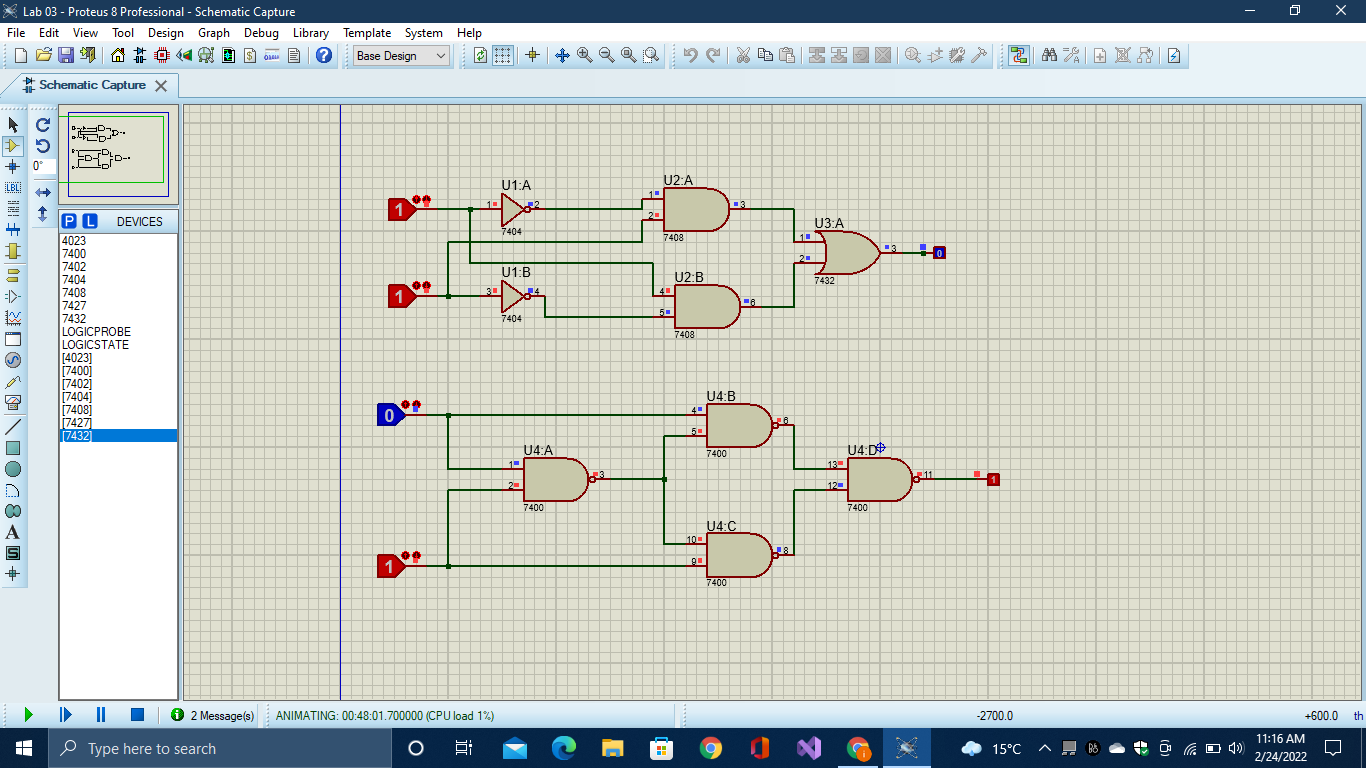 Lab 03 - Proteus 8 Professional - Schematic Capture
File Edit View Tool Design Graph Debug Library Template System Help
Base Design
Schematic Capture
0°
LBL
A
S
P L DEVICES
4023
7400
7402
7404
7408
7427
7432
LOGICPROBE
LOGICSTATE
[4023]
[7400]
[7402]
[7404]
[7408]
[7427]
[7432]
U1:A
1 1 2
7404
U2:A
1
2 3
7408
U3:A
1
2 3 0
7432
U1:B
1 3 4
7404
U2:B
4
5 6
7408
U4:B
0 4
5 6
7400
U4:A
1
2 3
7400
U4:D
13
12 11 1
7400
U4:C
10
9 8
7400
1
2 Message(s) ANIMATING: 00:48:01.700000 (CPU load 1%) -2700.0 +600.0 th
Type here to search
15°C
11:16 AM
2/24/2022